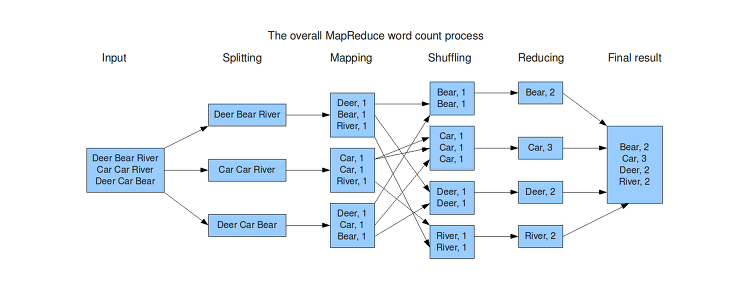 The overall MapReduce word count process
Input
Splitting
Mapping
Shuffling
Reducing
Final result
Deer Bear River
Car Car River
Deer Car Bear
Deer Bear River
Car Car River
Deer Car Bear
Deer, 1
Bear, 1
River, 1
Car, 1
Car, 1
River, 1
Deer, 1
Car, 1
Bear, 1
Bear, 1
Bear, 1
Car, 1
Car, 1
Car, 1
Deer, 1
Deer, 1
River, 1
River, 1
Bear, 2
Car, 3
Deer, 2
River, 2
Bear, 2
Car, 3
Deer, 2
River, 2